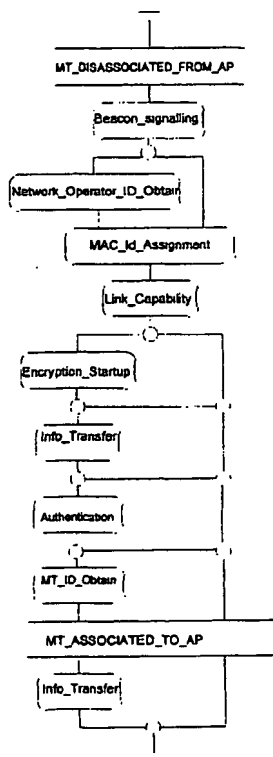 MT_DISASSOCIATED_FROM_AP
Beacon_signalling
Network_Operator_ID_Obtain
MAC_Id_Assignment
Link_Capability
Encryption_Startup
Info_Transfer
Authentication
MT_ID_Obtain
MT_ASSOCIATED_TO_AP
Info_Transfer